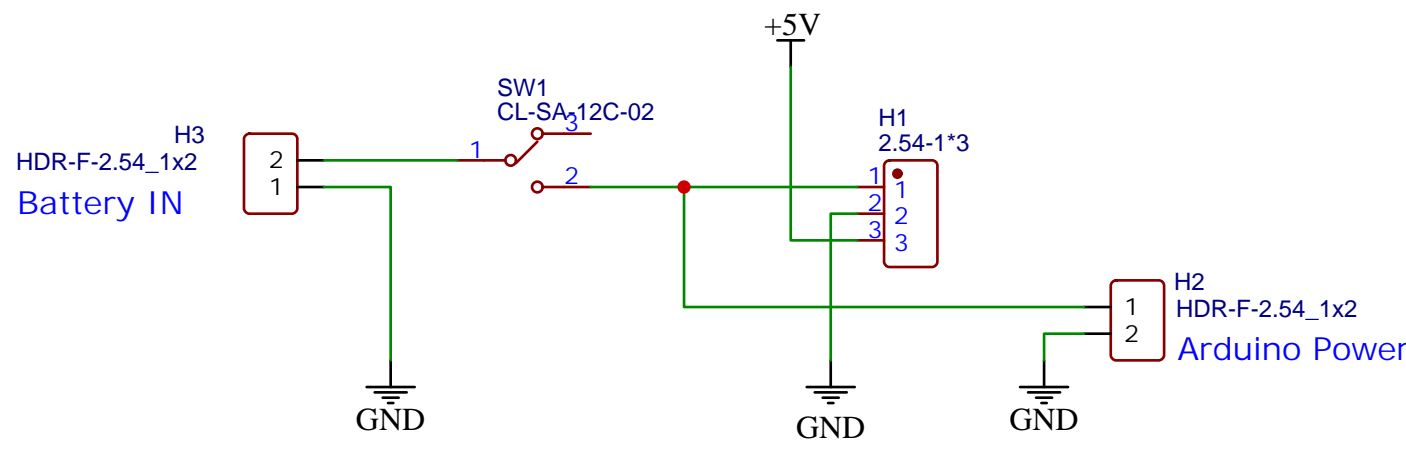 +5V
SW1
CL-SA-12C-02
3
1
2
H3
HDR-F-2.54_1x2
Battery IN
2
1
H1
2.54-1*3
1
1
2
2
3
3
H2
HDR-F-2.54_1x2
Arduino Power
1
2
GND
GND
GND